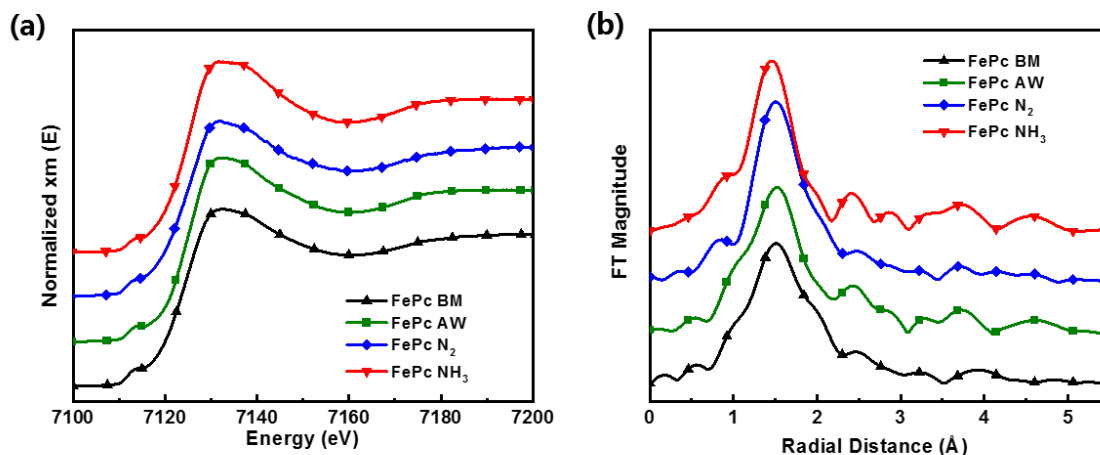 (a)
Normalized xm (E)
FePc BM
FePc AW
FePc N₂
FePc NH₃
7100 7120 7140 7160 7180 7200
Energy (eV)
(b)
FT Magnitude
FePc BM
FePc AW
FePc N₂
FePc NH₃
0 1 2 3 4 5
Radial Distance (Å)